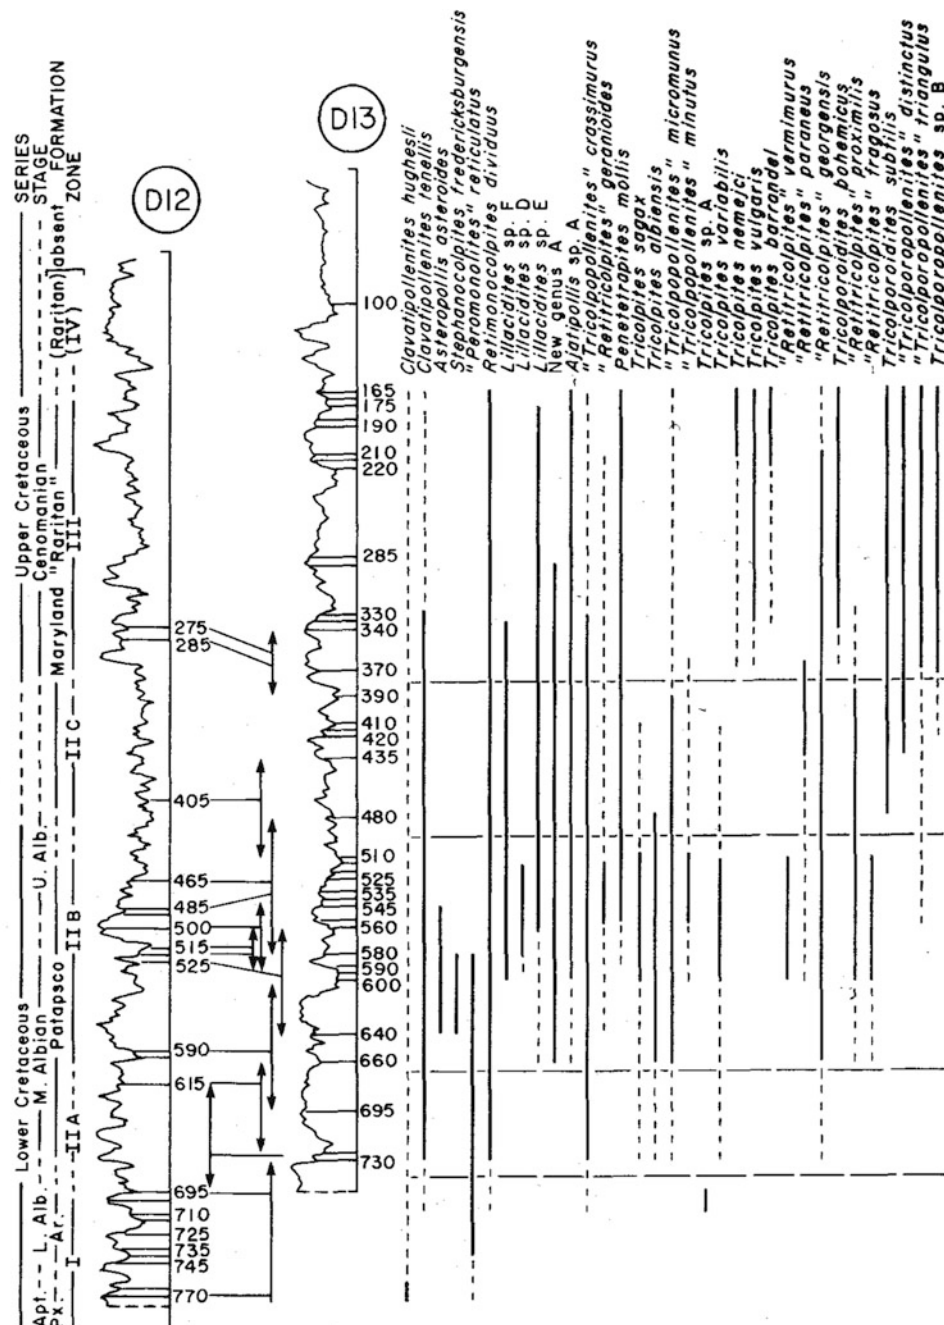 SERIES
STAGE
FORMATION
ZONE
Lower Cretaceous
Upper Cretaceous
Apt.
L. Alb.
M. Albian
U. Alb.
Cenomanian
Px.
Ar.
Patapsco
Maryland "Raritan"
(Raritan)
absent
I
II A
II B
II C
III
(IV)
D12
275
285
405
465
485
500
515
525
590
615
695
710
725
735
745
770
D13
100
165
175
190
210
220
285
330
340
370
390
410
420
435
480
510
525
535
545
560
580
590
600
640
660
695
730
Clavatipollenites hughesii
Clavatipollenites tenellis
Asteropollis asteroides
Stephanocolpites fredericksburgensis
"Peromonolites" reticulatus
Retimonocolpites dividuus
Liliacidites sp. F
Liliacidites sp. D
Liliacidites sp. E
New genus A
Ajatipollis sp. A
"Tricolpopollenites" crassimurus
"Retitricolpites" geranioides
Penetetrapites mollis
Tricolpites sagax
Tricolpites albiensis
"Tricolpopollenites" micromunus
"Tricolpopollenites" minutus
Tricolpites variabilis
Tricolpites sp. A
Tricolpites nemejci
Tricolpites vulgaris
Tricolpites barrandei
"Retitricolpites" vermimurus
"Retitricolpites" paraneus
"Retitricolpites" georgensis
Tricolporoidites bohemicus
"Retitricolpites" proximilis
"Retitricolpites" fragosus
Tricolporoidites subtilis
"Tricolporopollenites" distinctus
"Tricolporopollenites" triangulus
Tricolporopollenites sp. B